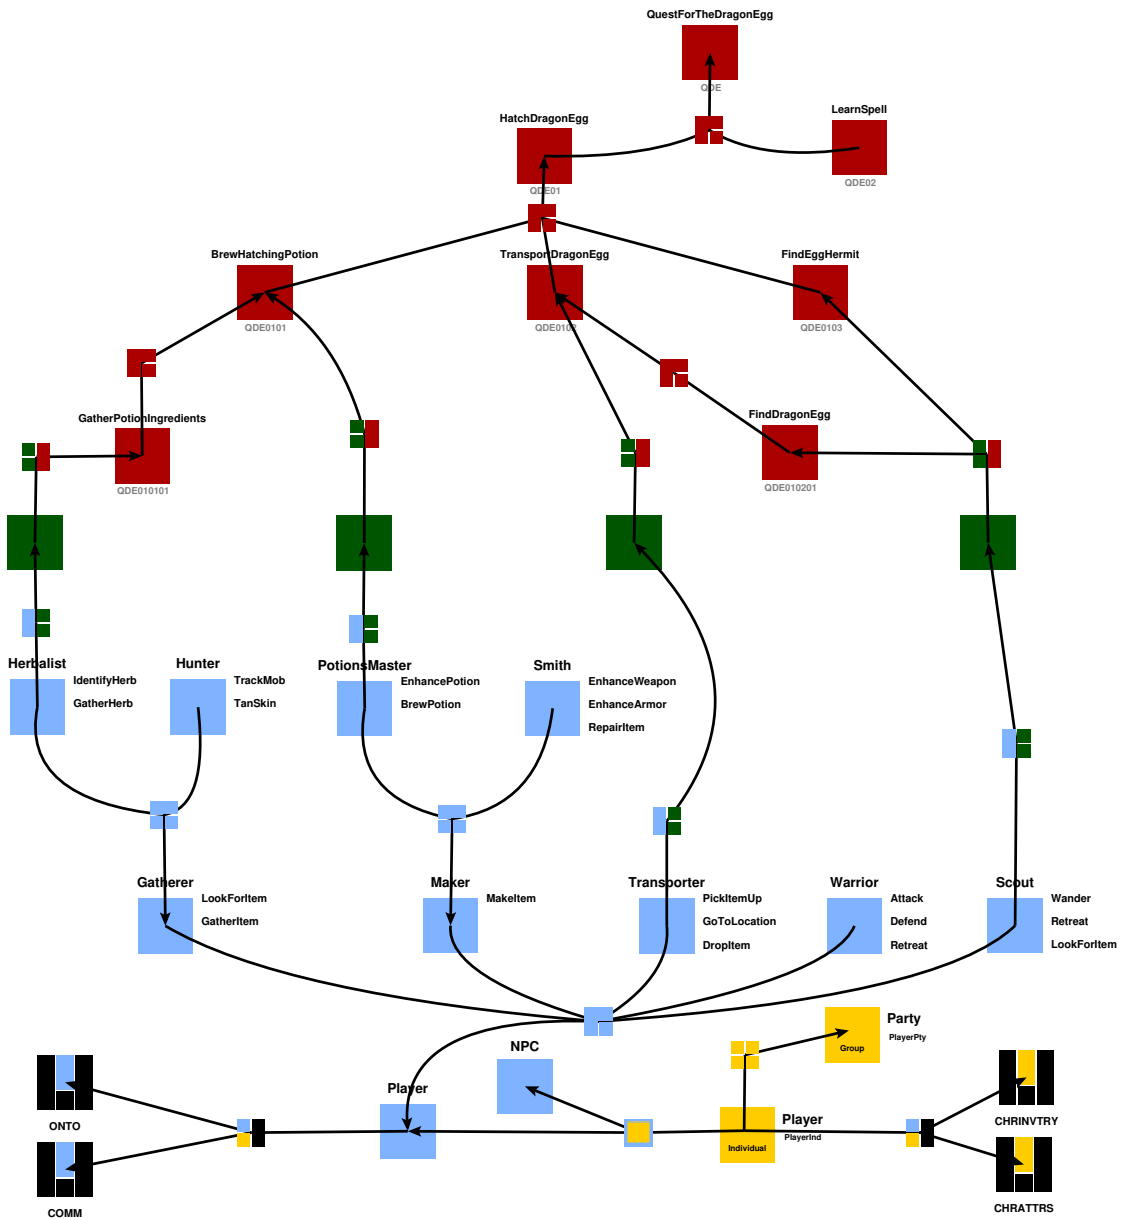 QuestForTheDragonEgg
QDE
LearnSpell
QDE02
HatchDragonEgg
QDE01
BrewHatchingPotion
QDE0101
TransportDragonEgg
QDE0102
FindEggHermit
QDE0103
GatherPotionIngredients
QDE010101
FindDragonEgg
QDE010201
Herbalist
IdentifyHerb
GatherHerb
Hunter
TrackMob
TanSkin
PotionsMaster
EnhancePotion
BrewPotion
Smith
EnhanceWeapon
EnhanceArmor
RepairItem
Gatherer
LookForItem
GatherItem
Maker
MakeItem
Transporter
PickItemUp
GoToLocation
DropItem
Warrior
Attack
Defend
Retreat
Scout
Wander
Retreat
LookForItem
Party
PlayerPty
Group
NPC
Player
Player
PlayerInd
Individual
ONTO
COMM
CHRINVTRY
CHRATTRS